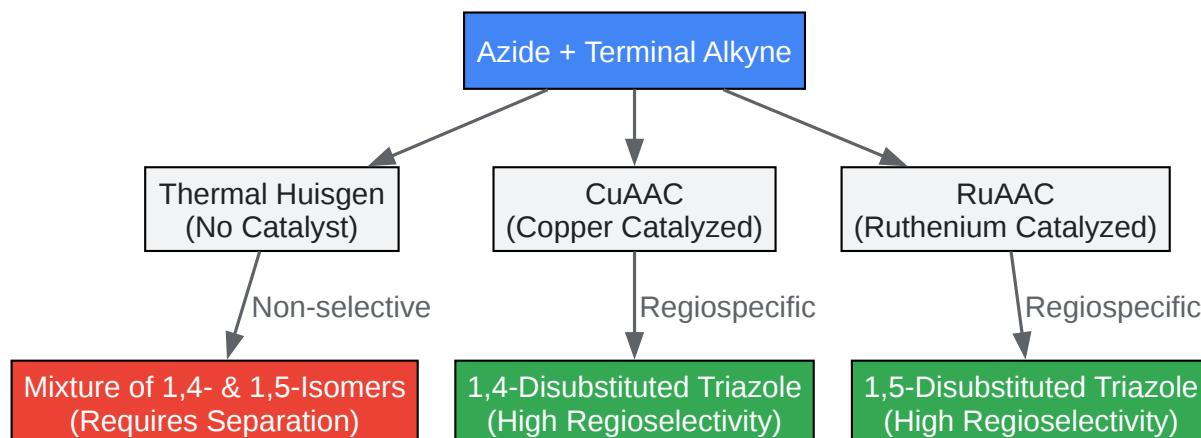 Azide + Terminal Alkyne
Thermal Huisgen
(No Catalyst)
CuAAC
(Copper Catalyzed)
RuAAC
(Ruthenium Catalyzed)
Non-selective
Regiospecific
Regiospecific
Mixture of 1,4- & 1,5-Isomers
(Requires Separation)
1,4-Disubstituted Triazole
(High Regioselectivity)
1,5-Disubstituted Triazole
(High Regioselectivity)